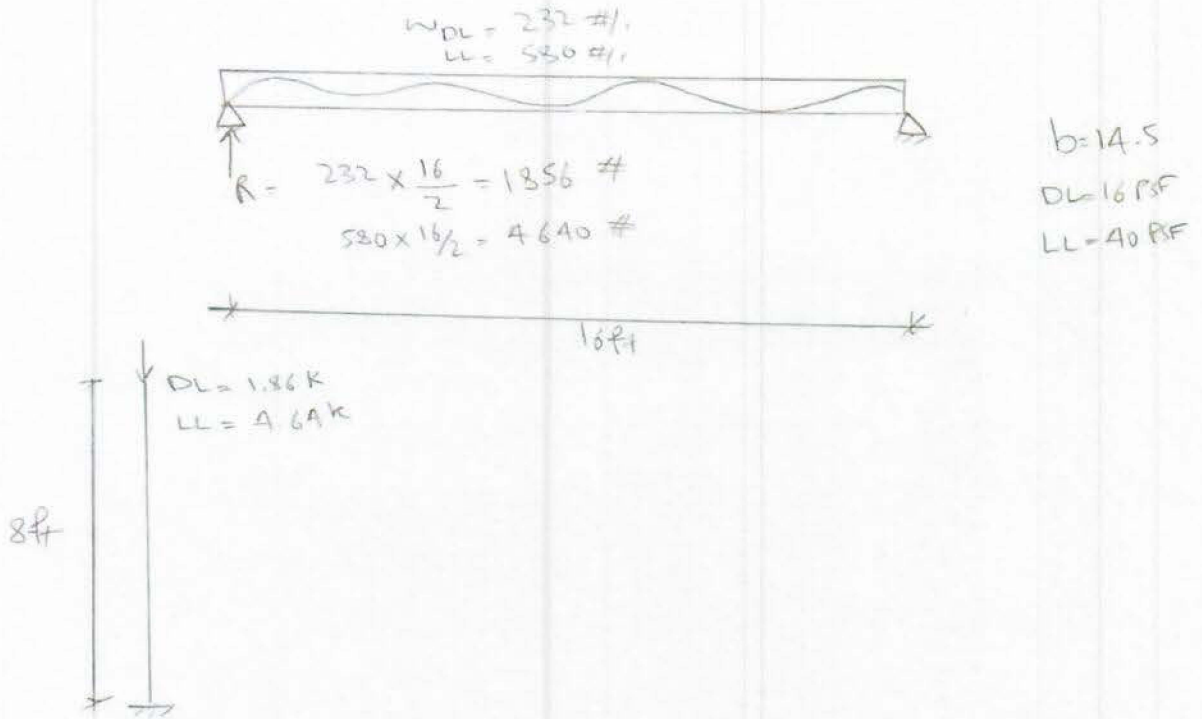 wDL = 232 #/'
LL = 580 #/'
R = 232 x 16/2 = 1856 #
580 x 16/2 = 4640 #
b=14.5
DL=16 PSF
LL=40 PSF
16ft
DL = 1.86 K
LL = 4.64 K
8ft